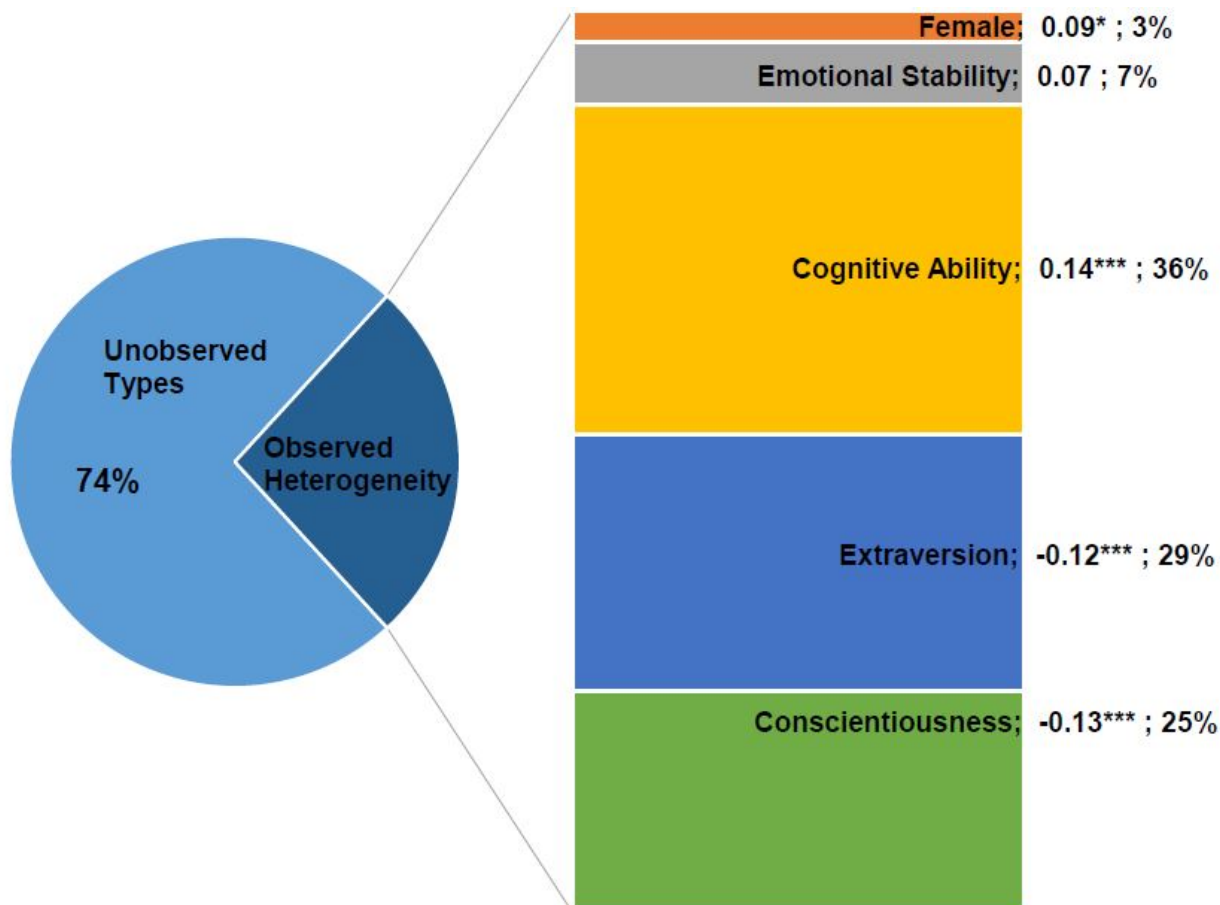 Female; 0.09* ; 3%
Emotional Stability; 0.07 ; 7%
Cognitive Ability; 0.14*** ; 36%
Unobserved
Types
74%
Observed
Heterogeneity
Extraversion; -0.12*** ; 29%
Conscientiousness; -0.13*** ; 25%